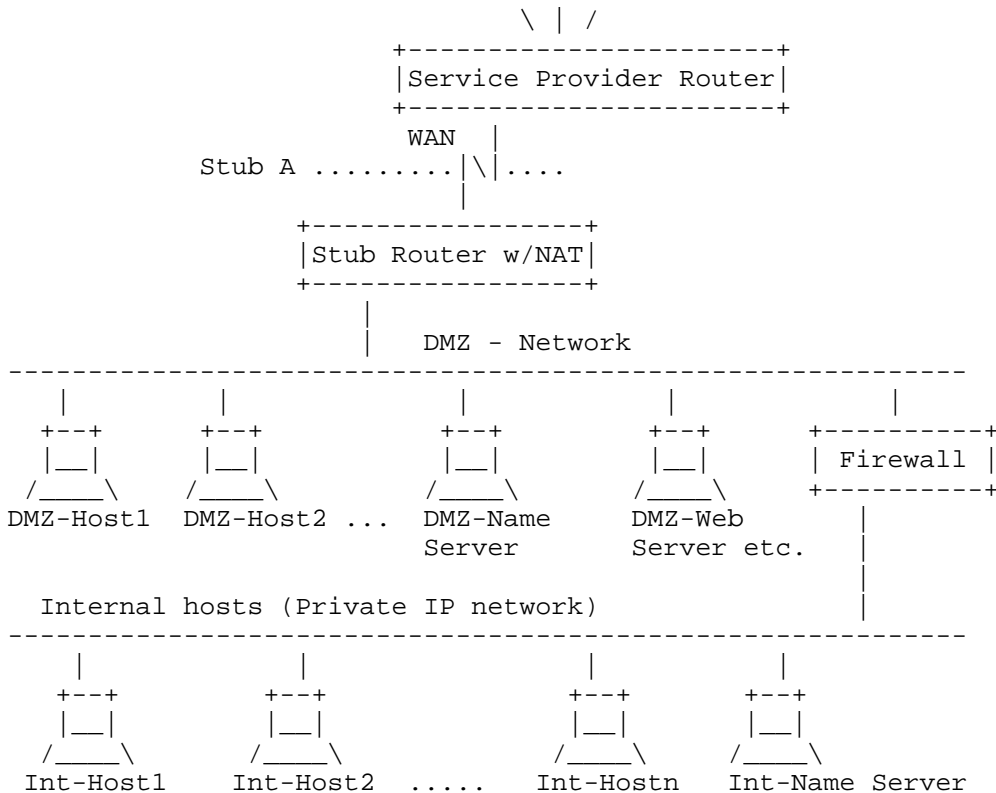 Service Provider Router
WAN
Stub A ......... ....
Stub Router w/NAT
DMZ - Network
Firewall
DMZ-Host1 DMZ-Host2 ... DMZ-Name DMZ-Web
Server Server etc.
Internal hosts (Private IP network)
Int-Host1 Int-Host2 ..... Int-Hostn Int-Name Server